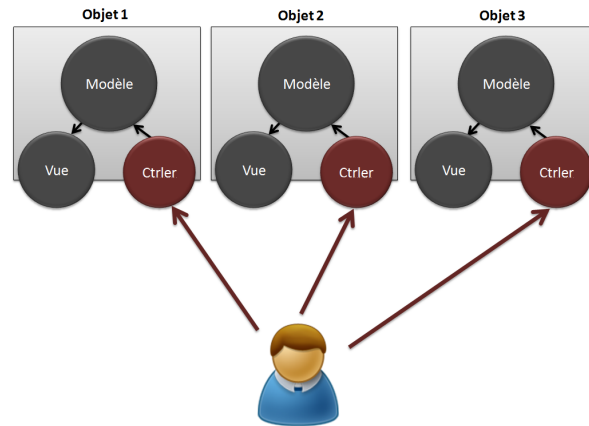 Objet 1
Objet 2
Objet 3
Modèle
Modèle
Modèle
Vue
Ctrler
Vue
Ctrler
Vue
Ctrler